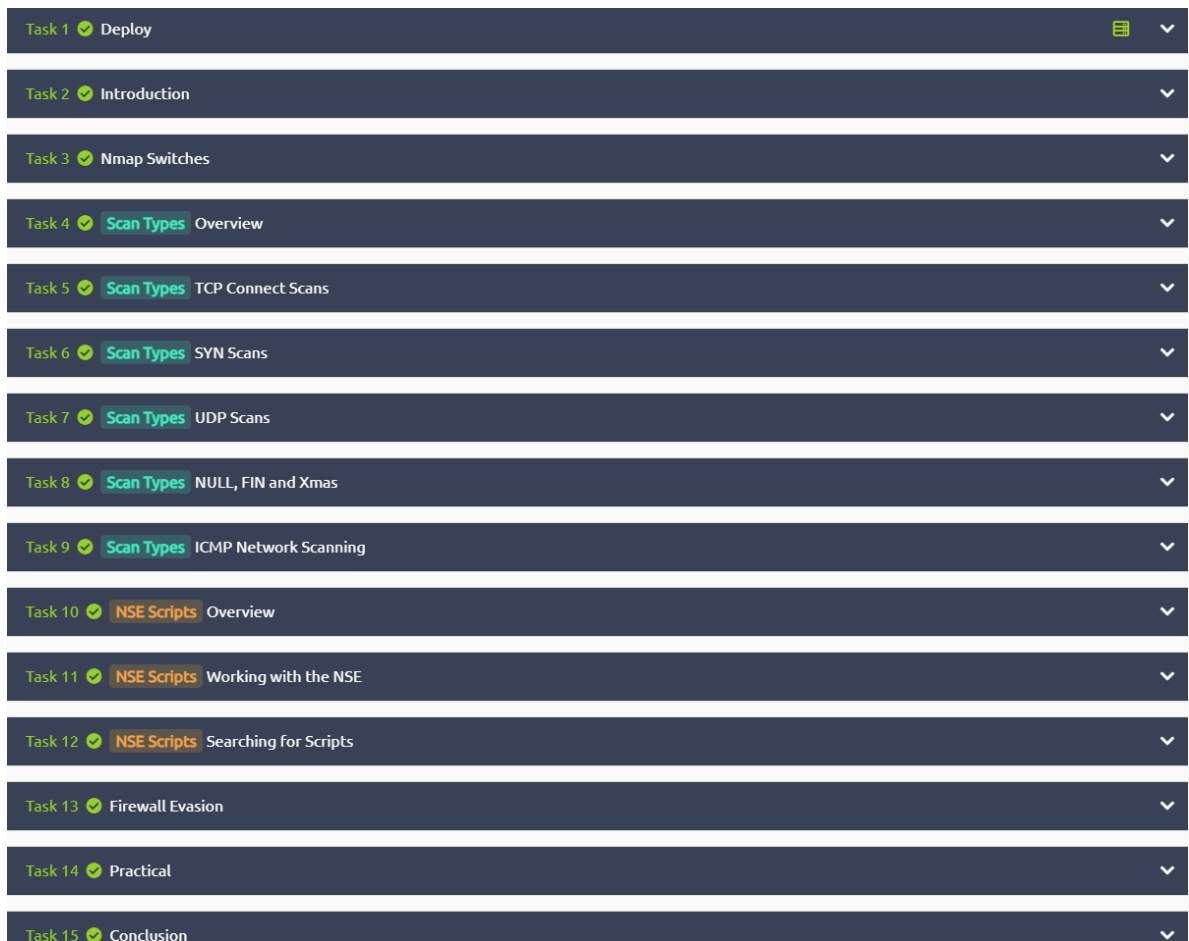 Task 1 Deploy
Task 2 Introduction
Task 3 Nmap Switches
Task 4 Scan Types Overview
Task 5 Scan Types TCP Connect Scans
Task 6 Scan Types SYN Scans
Task 7 Scan Types UDP Scans
Task 8 Scan Types NULL, FIN and Xmas
Task 9 Scan Types ICMP Network Scanning
Task 10 NSE Scripts Overview
Task 11 NSE Scripts Working with the NSE
Task 12 NSE Scripts Searching for Scripts
Task 13 Firewall Evasion
Task 14 Practical
Task 15 Conclusion